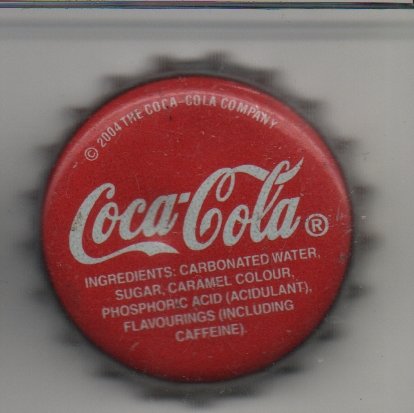 © 2004 THE COCA-COLA COMPANY
Coca-Cola ®
INGREDIENTS: CARBONATED WATER,
SUGAR, CARAMEL COLOUR,
PHOSPHORIC ACID (ACIDULANT),
FLAVOURINGS (INCLUDING
CAFFEINE).